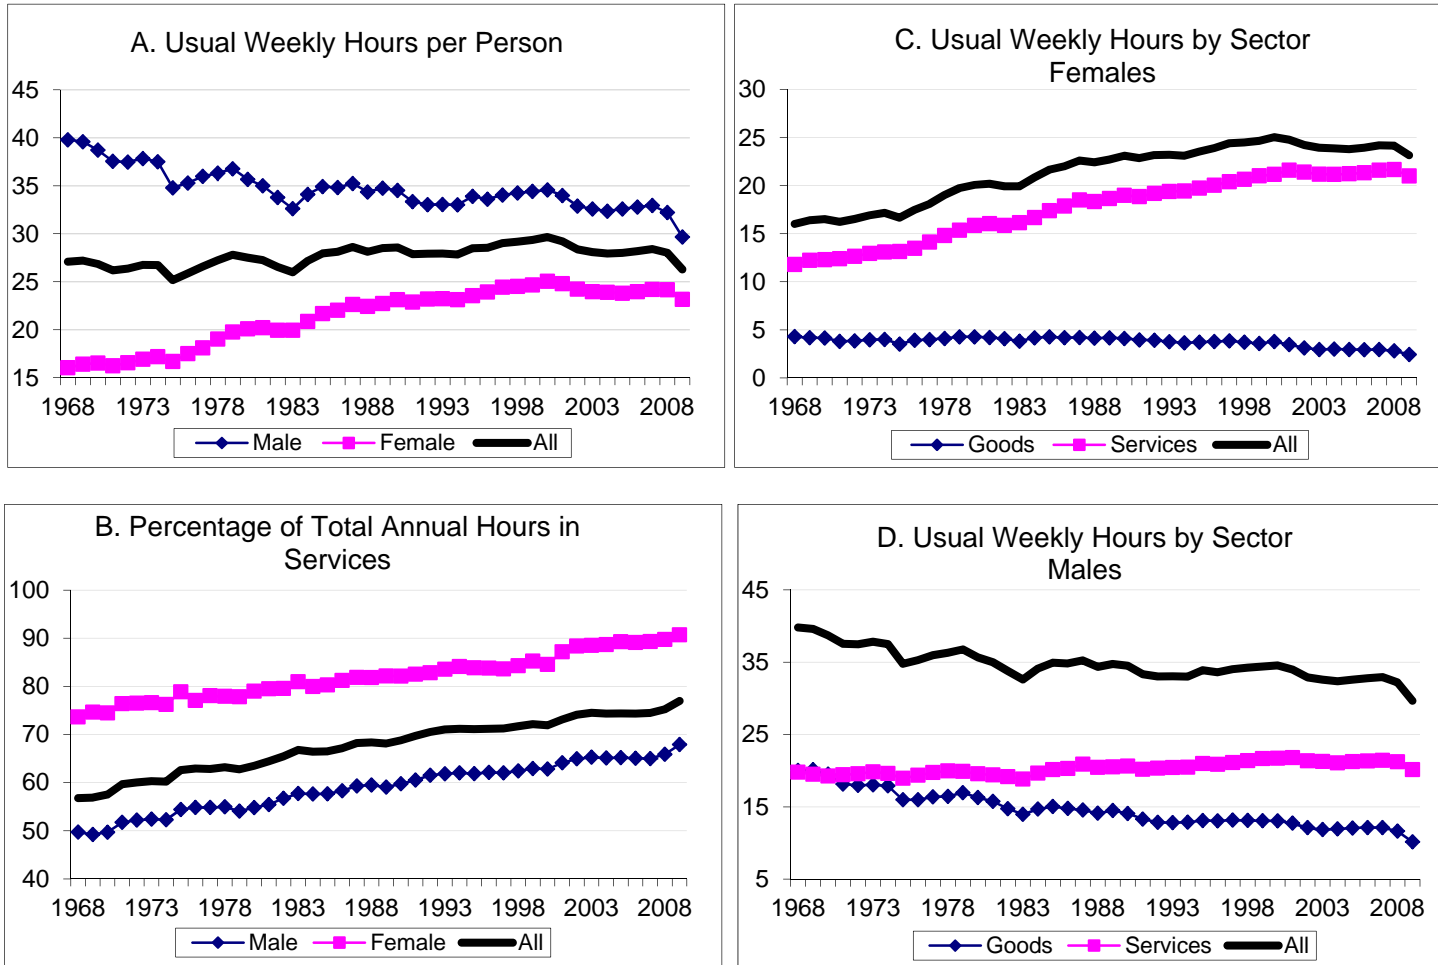 A. Usual Weekly Hours per Person
45
40
35
30
25
20
15
1968 1973 1978 1983 1988 1993 1998 2003 2008
Male Female All
C. Usual Weekly Hours by Sector
Females
30
25
20
15
10
5
0
1968 1973 1978 1983 1988 1993 1998 2003 2008
Goods Services All
B. Percentage of Total Annual Hours in
Services
100
90
80
70
60
50
40
1968 1973 1978 1983 1988 1993 1998 2003 2008
Male Female All
D. Usual Weekly Hours by Sector
Males
45
35
25
15
5
1968 1973 1978 1983 1988 1993 1998 2003 2008
Goods Services All